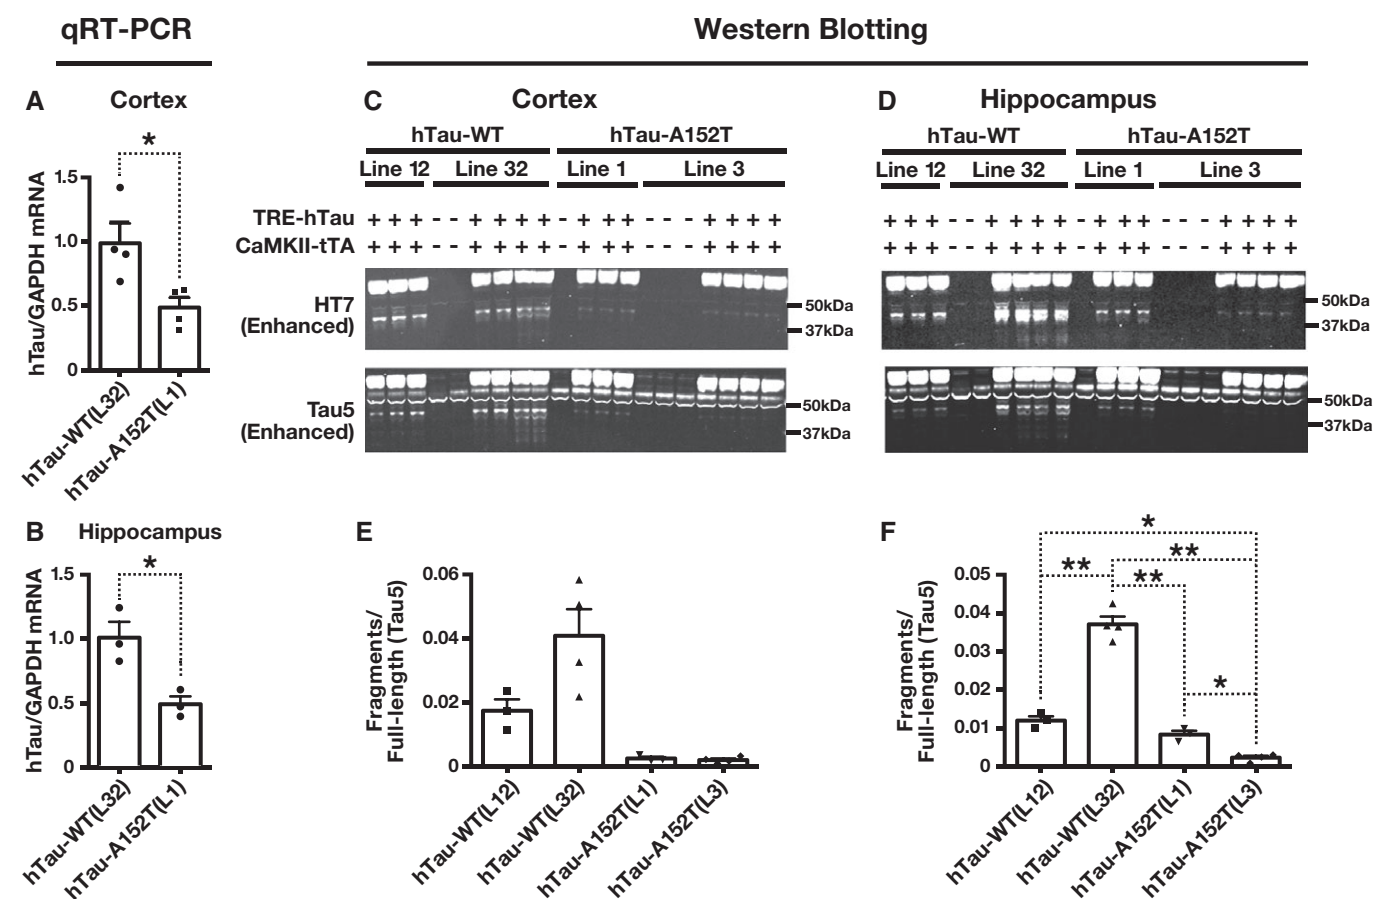 qRT-PCR
Western Blotting
A
Cortex
*
hTau/GAPDH mRNA
1.5
1.0
0.5
0
hTau-WT(L32)
hTau-A152T(L1)
B
Hippocampus
*
hTau/GAPDH mRNA
1.5
1.0
0.5
0
hTau-WT(L32)
hTau-A152T(L1)
C
Cortex
hTau-WT hTau-A152T
Line 12 Line 32 Line 1 Line 3
TRE-hTau + + + - - + + + + - + + + - - - + + + +
CaMKII-tTA + + + - - + + + + - + + + - - - + + + +
HT7
(Enhanced)
50kDa
37kDa
Tau5
(Enhanced)
50kDa
37kDa
D
Hippocampus
hTau-WT hTau-A152T
Line 12 Line 32 Line 1 Line 3
+ + + - - + + + + - + + + - - - + + + +
+ + + - - + + + + - + + + - - - + + + +
50kDa
37kDa
50kDa
37kDa
E
Fragments/
Full-length (Tau5)
0.06
0.04
0.02
0
hTau-WT(L12)
hTau-WT(L32)
hTau-A152T(L1)
hTau-A152T(L3)
F
*
**
** **
*
Fragments/
Full-length (Tau5)
0.05
0.04
0.03
0.02
0.01
0
hTau-WT(L12)
hTau-WT(L32)
hTau-A152T(L1)
hTau-A152T(L3)